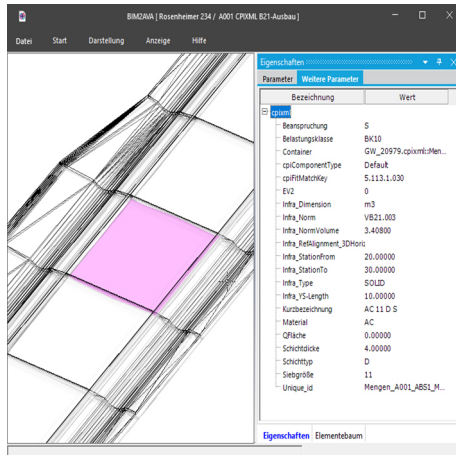 BIM2AVA [ Rosenheimer 234 / A001 CPIXML B21-Ausbau ]
Datei Start Darstellung Anzeige Hilfe
Eigenschaften
Parameter Weitere Parameter
Bezeichnung Wert
cpixml
Beanspruchung S
Belastungsklasse BK10
Container GW_20979.cpixml::Men...
cpiComponentType Default
cpiFitMatchKey 5.113.1.030
EV2 0
Infra_Dimension m3
Infra_Norm VB21.003
Infra_NormVolume 3.40800
Infra_RefAlignment_3DHoriz
Infra_StationFrom 20.00000
Infra_StationTo 30.00000
Infra_Type SOLID
Infra_YS-Length 10.00000
Kurzbezeichnung AC 11 D S
Material AC
QFläche 0.00000
Schichtdicke 4.00000
Schichttyp D
Siebgröße 11
Unique_id Mengen_A001_ABS1_M...
Eigenschaften Elementebaum